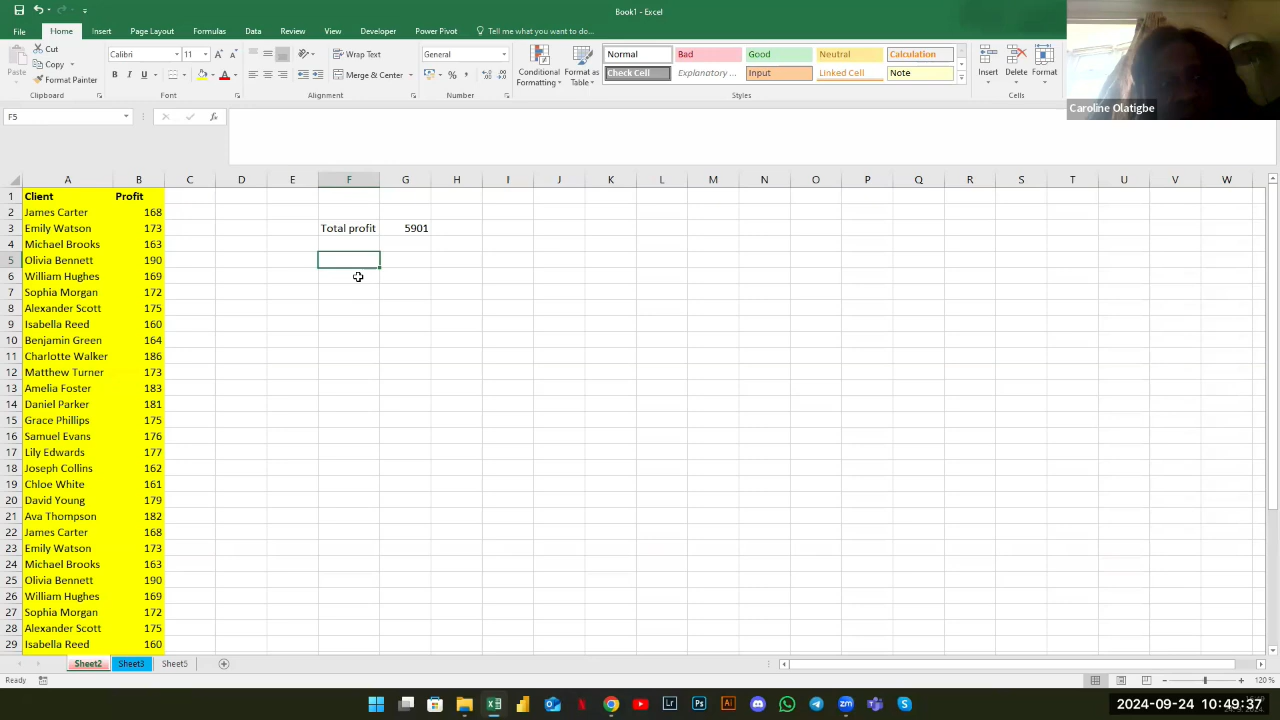 Book1 - Excel
File Home Insert Page Layout Formulas Data Review View Developer Power Pivot Tell me what you want to do...
Cut
Copy
Format Painter
Paste
Clipboard
Calibri 11
B I U
Font
Wrap Text
Merge & Center
Alignment
General
Number
Conditional Formatting
Format as Table
Normal Bad Good Neutral Calculation
Check Cell Explanatory ... Input Linked Cell Note
Styles
Insert Delete Format
Cells
Caroline Olatigbe
F5
fx
A B C D E F G H I J K L M N O P Q R S T U V W
1 Client Profit
2 James Carter 168
3 Emily Watson 173 Total profit 5901
4 Michael Brooks 163
5 Olivia Bennett 190
6 William Hughes 169
7 Sophia Morgan 172
8 Alexander Scott 175
9 Isabella Reed 160
10 Benjamin Green 164
11 Charlotte Walker 186
12 Matthew Turner 173
13 Amelia Foster 183
14 Daniel Parker 181
15 Grace Phillips 175
16 Samuel Evans 176
17 Lily Edwards 177
18 Joseph Collins 162
19 Chloe White 161
20 David Young 179
21 Ava Thompson 182
22 James Carter 168
23 Emily Watson 173
24 Michael Brooks 163
25 Olivia Bennett 190
26 William Hughes 169
27 Sophia Morgan 172
28 Alexander Scott 175
29 Isabella Reed 160
Sheet2 Sheet3 Sheet5
Ready
120 %
2024-09-24 10:49:37